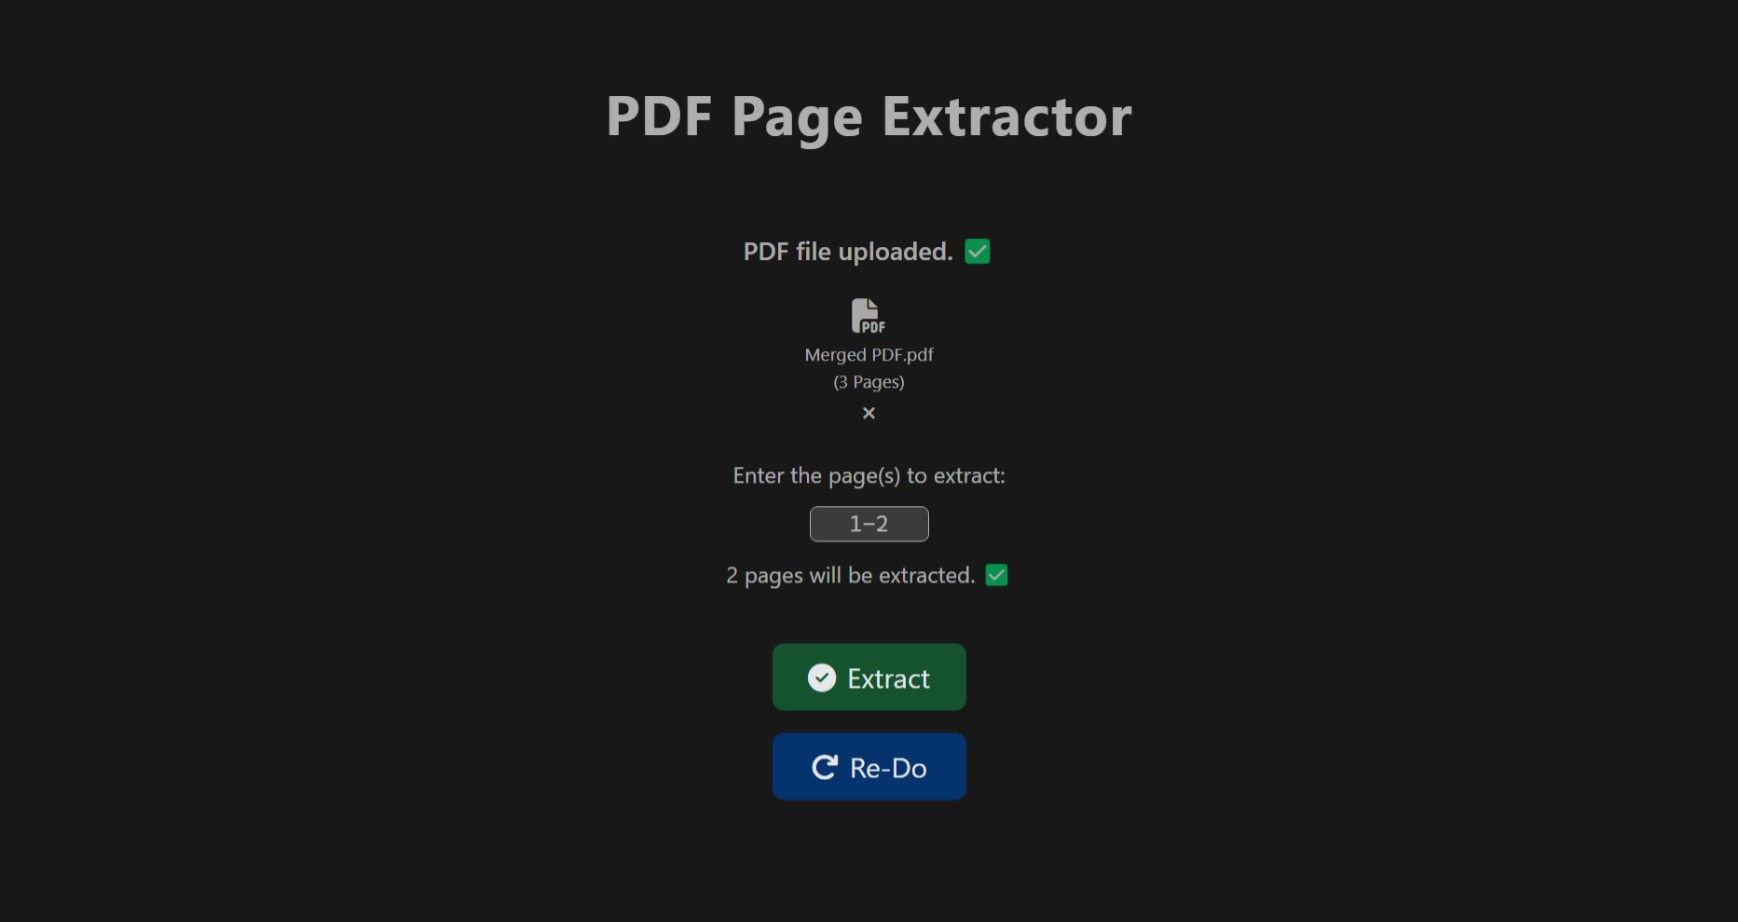 PDF Page Extractor
PDF file uploaded. ✅
PDF
Merged PDF.pdf
(3 Pages)
×
Enter the page(s) to extract:
1–2
2 pages will be extracted. ✅
Extract
Re-Do